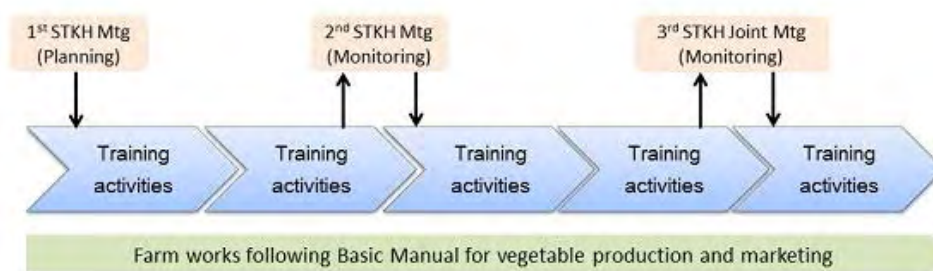 1st STKH Mtg
(Planning)
2nd STKH Mtg
(Monitoring)
3rd STKH Joint Mtg
(Monitoring)
Training
activities
Training
activities
Training
activities
Training
activities
Training
activities
Farm works following Basic Manual for vegetable production and marketing